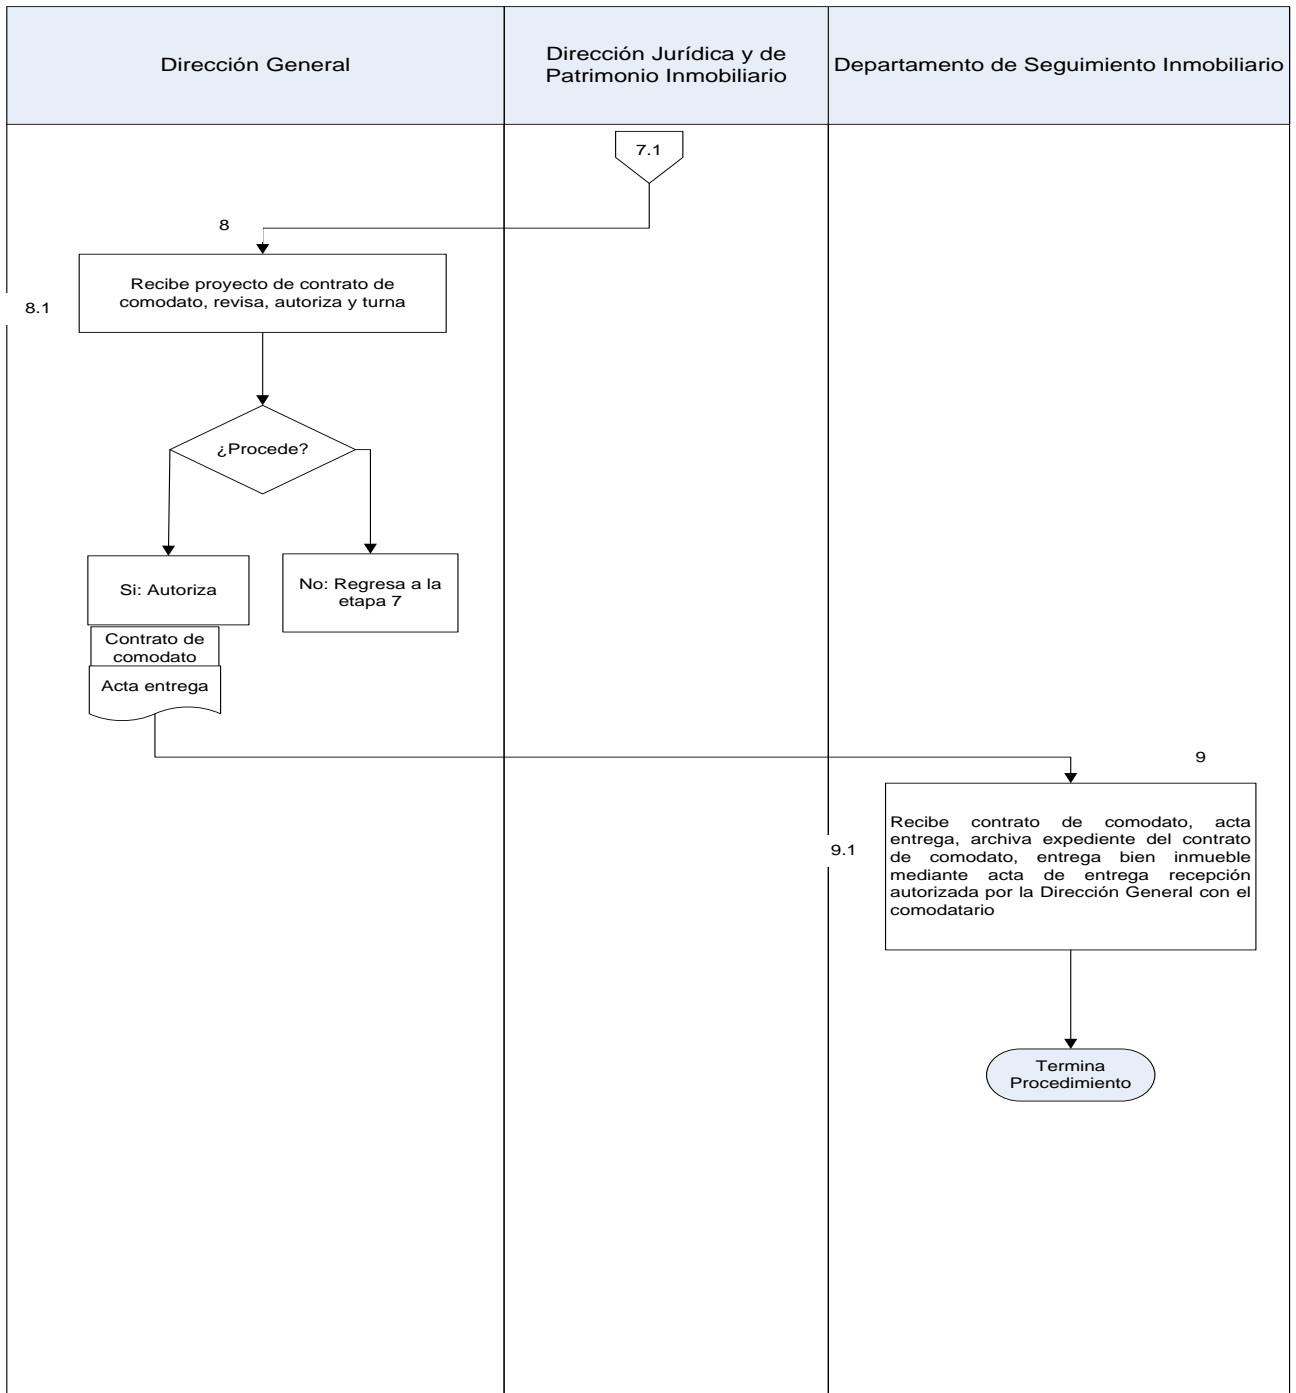 Dirección General
Dirección Jurídica y de
Patrimonio Inmobiliario
Departamento de Seguimiento Inmobiliario
7.1
8
Recibe proyecto de contrato de
comodato, revisa, autoriza y turna
8.1
¿Procede?
Si: Autoriza
No: Regresa a la
etapa 7
Contrato de
comodato
Acta entrega
9
Recibe contrato de comodato, acta
entrega, archiva expediente del contrato
de comodato, entrega bien inmueble
mediante acta de entrega recepción
autorizada por la Dirección General con el
comodatario
9.1
Termina
Procedimiento